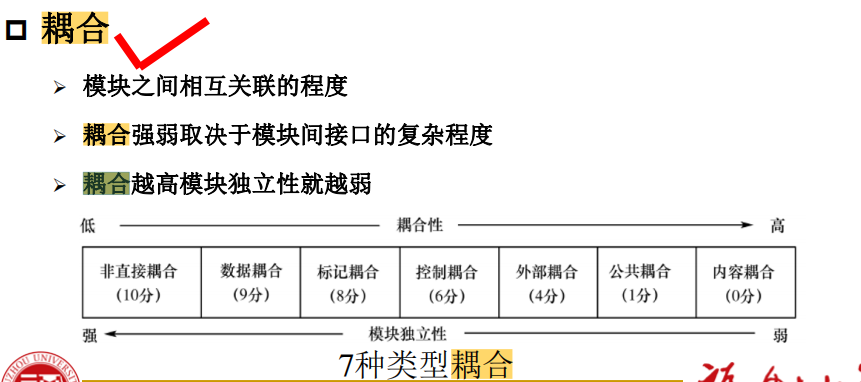 耦合
模块之间相互关联的程度
耦合强弱取决于模块间接口的复杂程度
耦合越高模块独立性就越弱
低 耦合性 高
非直接耦合 数据耦合 标记耦合 控制耦合 外部耦合 公共耦合 内容耦合
(10分) (9分) (8分) (6分) (4分) (1分) (0分)
强 模块独立性 弱
7种类型耦合